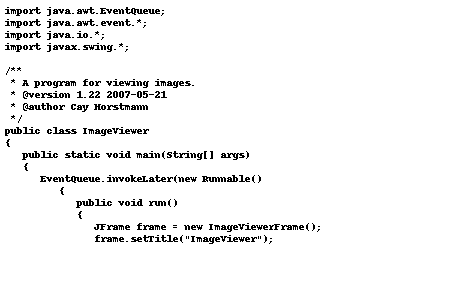 import java.awt.EventQueue;
import java.awt.event.*;
import java.io.*;
import javax.swing.*;

/**
 * A program for viewing images.
 * @version 1.22 2007-05-21
 * @author Cay Horstmann
 */
public class ImageViewer
{
   public static void main(String[] args)
   {
      EventQueue.invokeLater(new Runnable()
         {
            public void run()
            {
               JFrame frame = new ImageViewerFrame();
               frame.setTitle("ImageViewer");